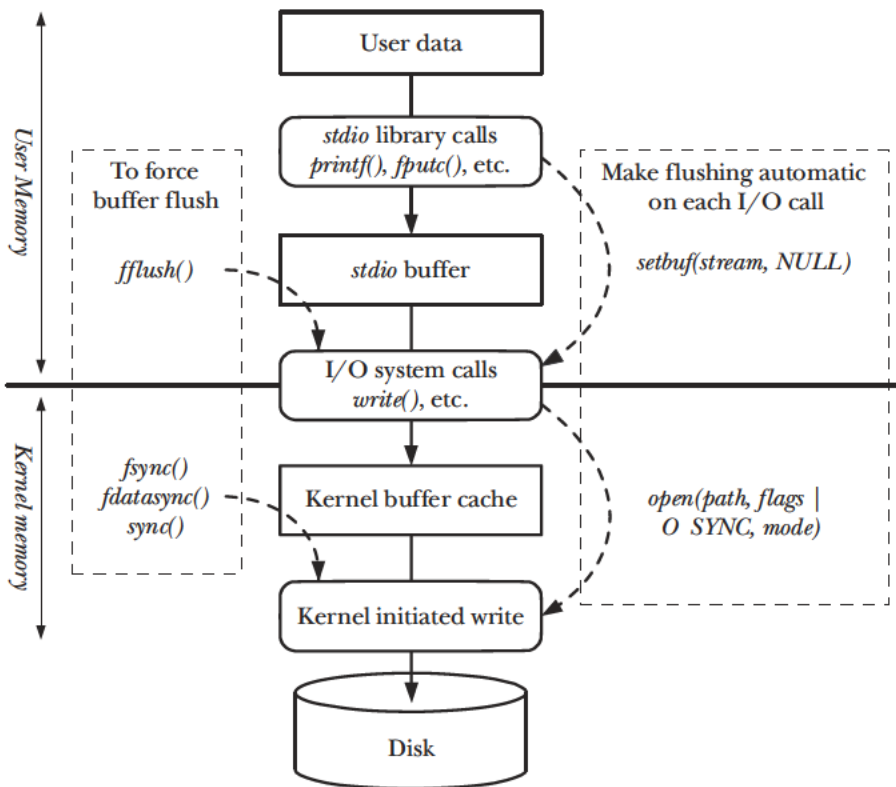 User data
User Memory
stdio library calls
printf(), fputc(), etc.
To force
buffer flush
fflush()
Make flushing automatic
on each I/O call
setbuf(stream, NULL)
stdio buffer
I/O system calls
write(), etc.
Kernel memory
fsync()
fdatasync()
sync()
Kernel buffer cache
open(path, flags |
O SYNC, mode)
Kernel initiated write
Disk